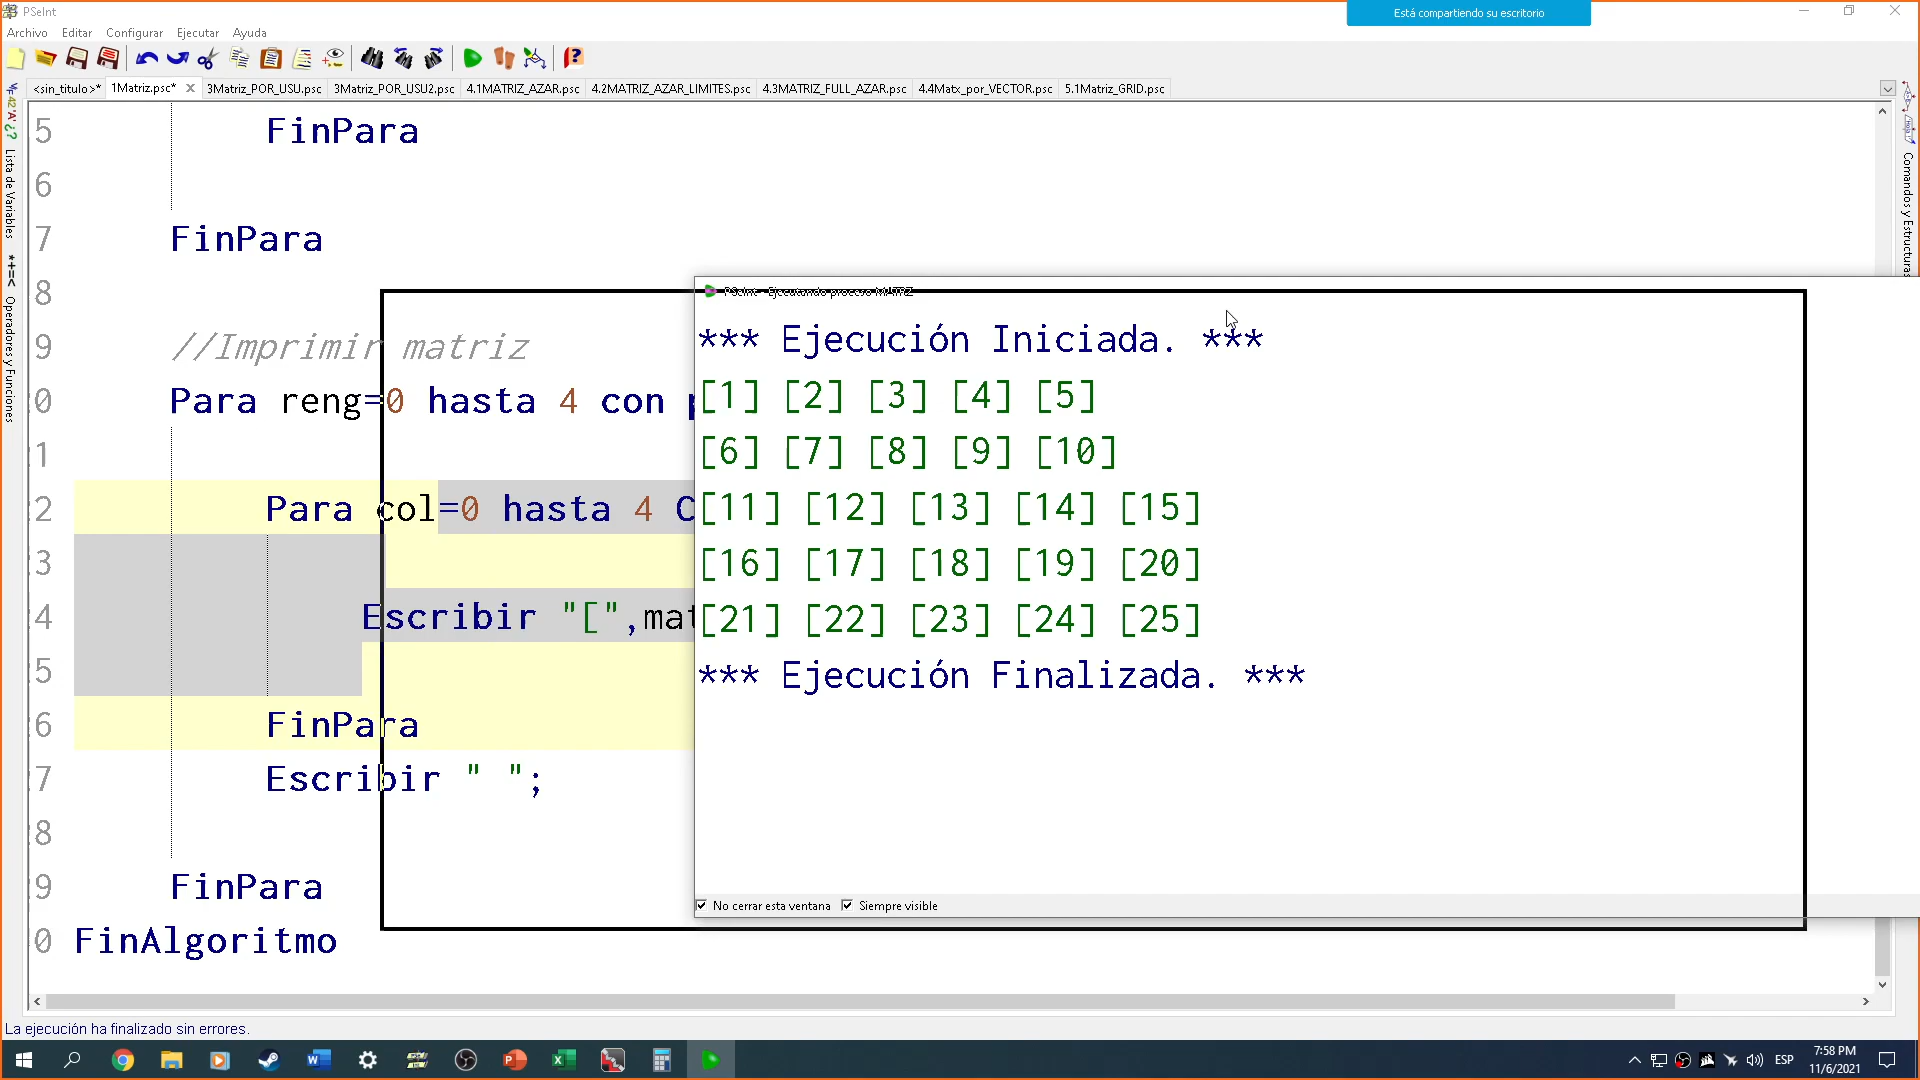 PSeInt
Está compartiendo su escritorio
Archivo Editar Configurar Ejecutar Ayuda
<sin_titulo>* 1Matriz.psc* 3Matriz_POR_USU.psc 3Matriz_POR_USU2.psc 4.1MATRIZ_AZAR.psc 4.2MATRIZ_AZAR_LIMITES.psc 4.3MATRIZ_FULL_AZAR.psc 4.4Matx_por_VECTOR.psc 5.1Matriz_GRID.psc
Lista de Variables
*+=< Operadores y Funciones
Comandos y Estructuras
5 FinPara
6
7 FinPara
8
9 //Imprimir matriz
0 Para reng=0 hasta 4 con
1
2 Para col=0 hasta 4 C
3
4 Escribir "[",mat
5
6 FinPara
7 Escribir " ";
8
9 FinPara
0 FinAlgoritmo
PSeInt - Ejecutando proceso MATRIZ
*** Ejecución Iniciada. ***
[1] [2] [3] [4] [5]
[6] [7] [8] [9] [10]
[11] [12] [13] [14] [15]
[16] [17] [18] [19] [20]
[21] [22] [23] [24] [25]
*** Ejecución Finalizada. ***
No cerrar esta ventana Siempre visible
La ejecución ha finalizado sin errores.
ESP
7:58 PM
11/6/2021